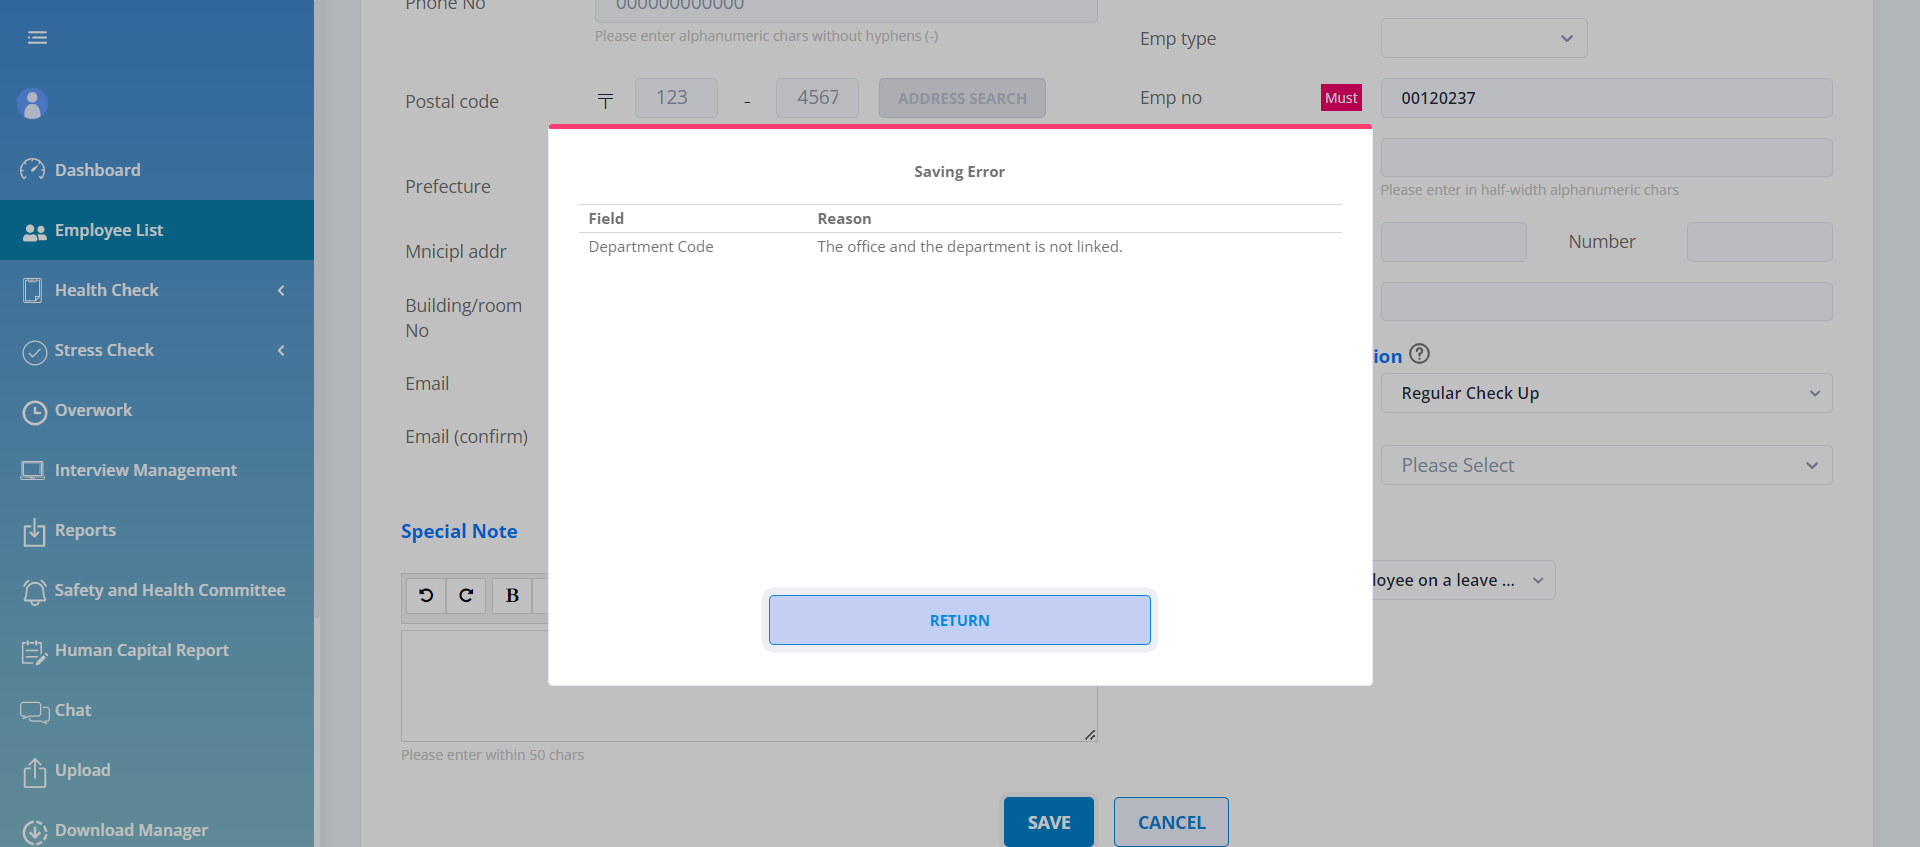 Dashboard
Employee List
Health Check
Stress Check
Overwork
Interview Management
Reports
Safety and Health Committee
Human Capital Report
Chat
Upload
Download Manager
Phone No
000000000000
Please enter alphanumeric chars without hyphens (-)
Postal code
〒 123 - 4567 ADDRESS SEARCH
Prefecture
Mnicipl addr
Building/room
No
Email
Email (confirm)
Special Note
B
Please enter within 50 chars
Emp type
Emp no Must 00120237
Please enter in half-width alphanumeric chars
Number
ion
Regular Check Up
Please Select
loyee on a leave ...
Saving Error
Field Reason
Department Code The office and the department is not linked.
RETURN
SAVE CANCEL